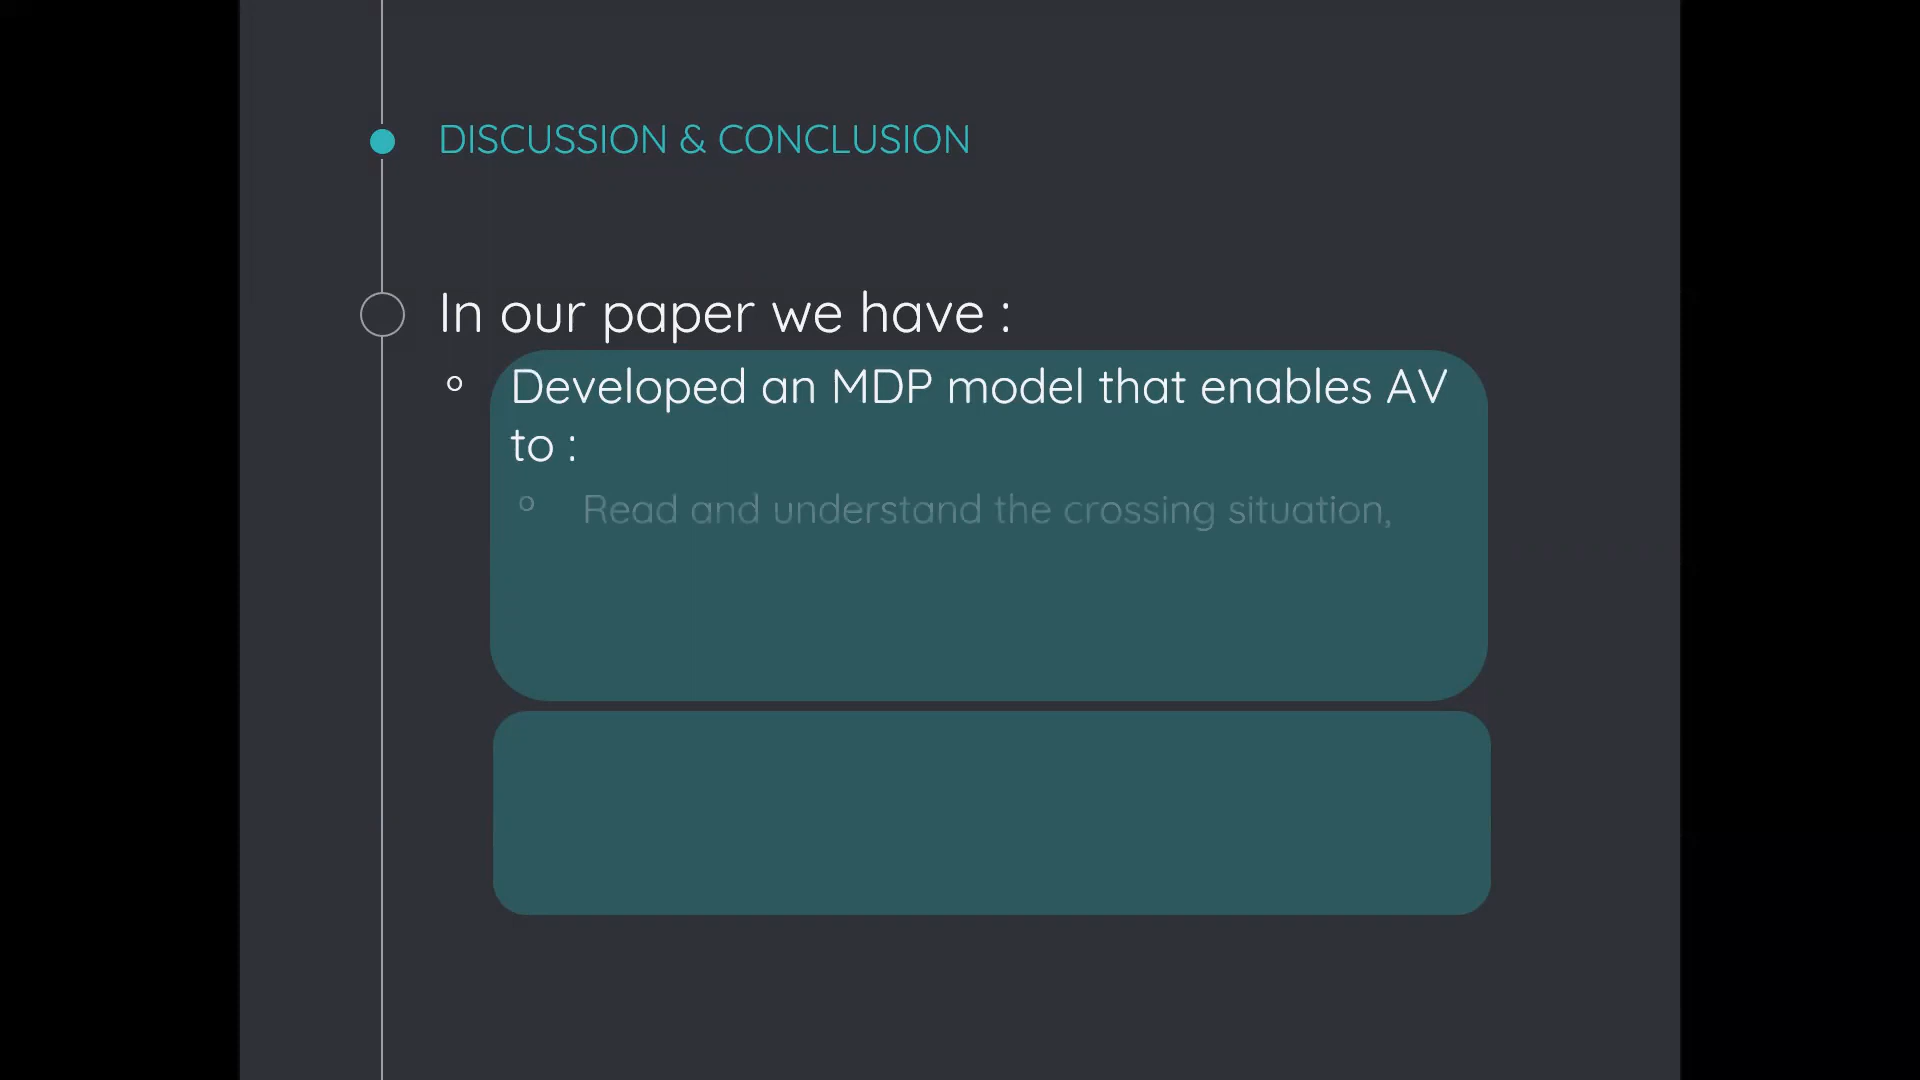 DISCUSSION & CONCLUSION
In our paper we have :
Developed an MDP model that enables AV
to :
Read and understand the crossing situation,